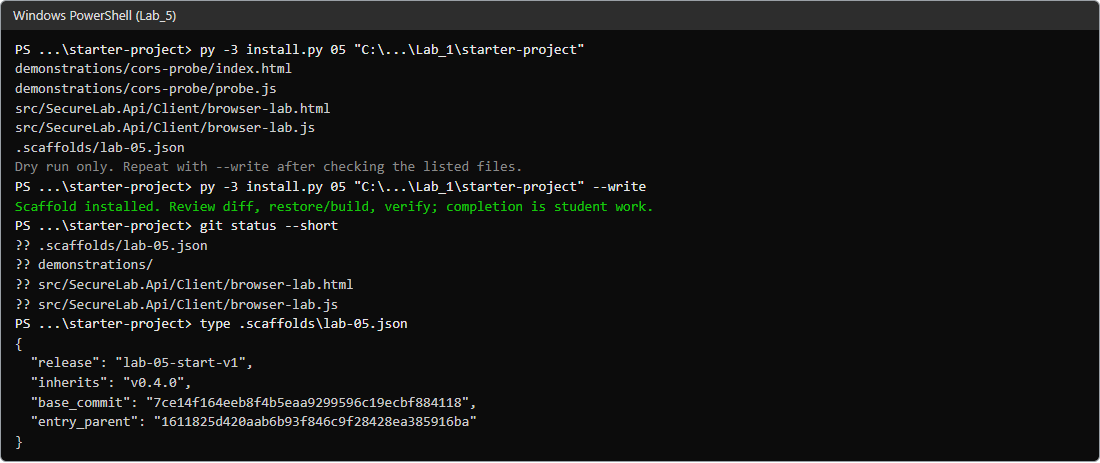 Windows PowerShell (Lab_5)
PS ...\starter-project> py -3 install.py 05 "C:\...\Lab_1\starter-project"
demonstrations/cors-probe/index.html
demonstrations/cors-probe/probe.js
src/SecureLab.Api/Client/browser-lab.html
src/SecureLab.Api/Client/browser-lab.js
.scaffolds/lab-05.json
Dry run only. Repeat with --write after checking the listed files.
PS ...\starter-project> py -3 install.py 05 "C:\...\Lab_1\starter-project" --write
Scaffold installed. Review diff, restore/build, verify; completion is student work.
PS ...\starter-project> git status --short
?? .scaffolds/lab-05.json
?? demonstrations/
?? src/SecureLab.Api/Client/browser-lab.html
?? src/SecureLab.Api/Client/browser-lab.js
PS ...\starter-project> type .scaffolds\lab-05.json
{
  "release": "lab-05-start-v1",
  "inherits": "v0.4.0",
  "base_commit": "7ce14f164eeb8f4b5eaa9299596c19ecbf884118",
  "entry_parent": "1611825d420aab6b93f846c9f28428ea385916ba"
}